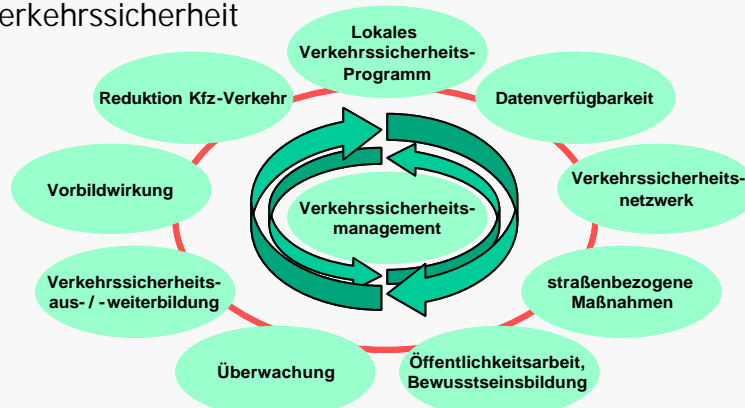 erkehrssicherheit
Lokales
Verkehrssicherheits-
Programm
Reduktion Kfz-Verkehr
Datenverfügbarkeit
Vorbildwirkung
Verkehrssicherheits-
netzwerk
Verkehrssicherheits-
management
Verkehrssicherheits-
aus- / -weiterbildung
straßenbezogene
Maßnahmen
Überwachung
Öffentlichkeitsarbeit,
Bewusstseinsbildung